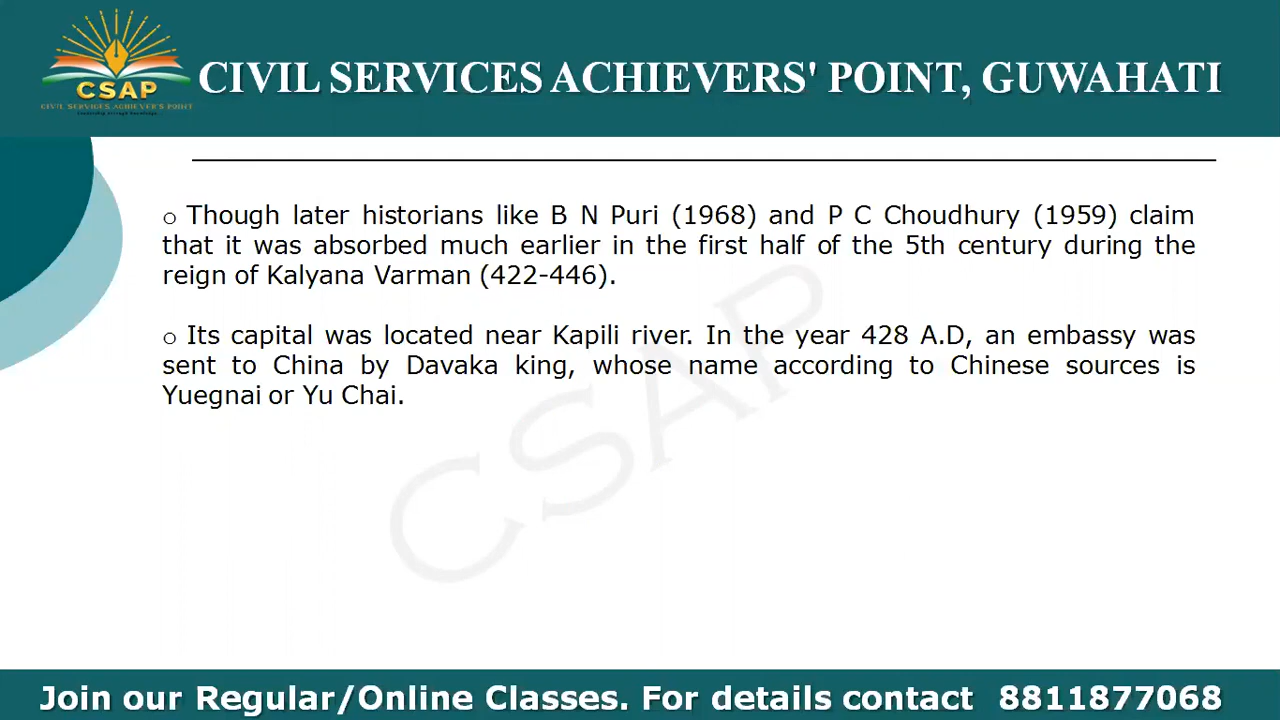 CSAP
CIVIL SERVICES ACHIEVER'S POINT
CIVIL SERVICES ACHIEVERS' POINT, GUWAHATI
o Though later historians like B N Puri (1968) and P C Choudhury (1959) claim
that it was absorbed much earlier in the first half of the 5th century during the
reign of Kalyana Varman (422-446).
o Its capital was located near Kapili river. In the year 428 A.D, an embassy was
sent to China by Davaka king, whose name according to Chinese sources is
Yuegnai or Yu Chai.
CSAP
Join our Regular/Online Classes. For details contact 8811877068